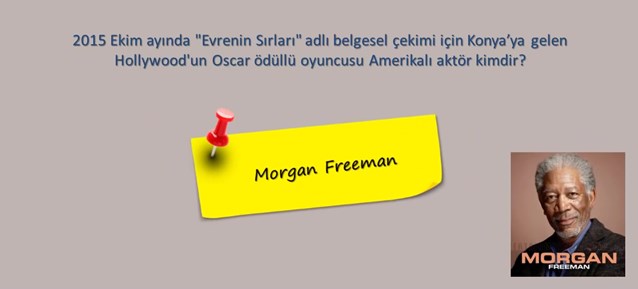 2015 Ekim ayında "Evrenin Sırları" adlı belgesel çekimi için Konya’ya gelen
Hollywood'un Oscar ödüllü oyuncusu Amerikalı aktör kimdir?
Morgan Freeman
MORGAN
FREEMAN